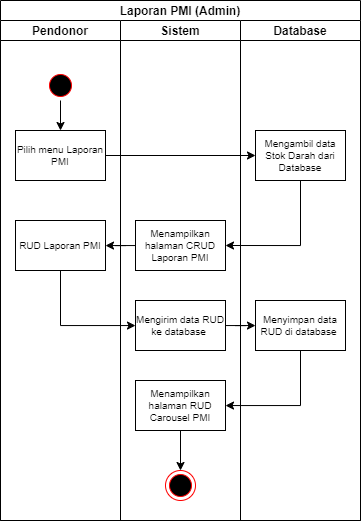 Laporan PMI (Admin)
Pendonor
Sistem
Database
Pilih menu Laporan
PMI
Mengambil data
Stok Darah dari
Database
RUD Laporan PMI
Menampilkan
halaman CRUD
Laporan PMI
Mengirim data RUD
ke database
Menyimpan data
RUD di database
Menampilkan
halaman RUD
Carousel PMI